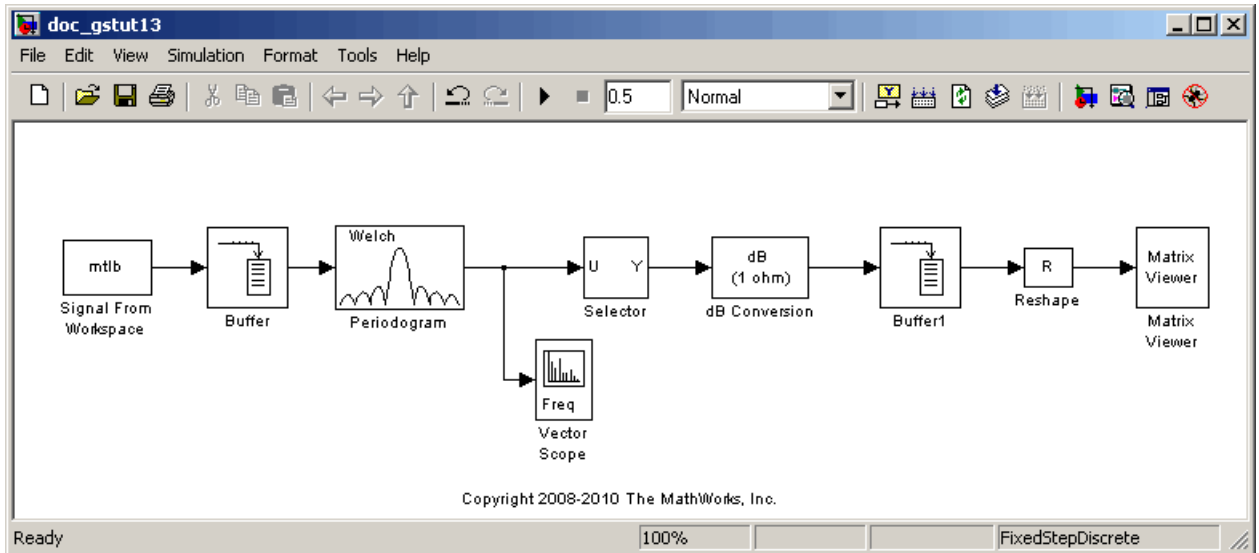 doc_gstut13
File Edit View Simulation Format Tools Help
0.5 Normal
mtlb
Signal From
Workspace
Buffer
Welch
Periodogram
U Y
Selector
dB
(1 ohm)
dB Conversion
Buffer1
R
Reshape
Matrix
Viewer
Matrix
Viewer
Freq
Vector
Scope
Copyright 2008-2010 The MathWorks, Inc.
Ready 100% FixedStepDiscrete